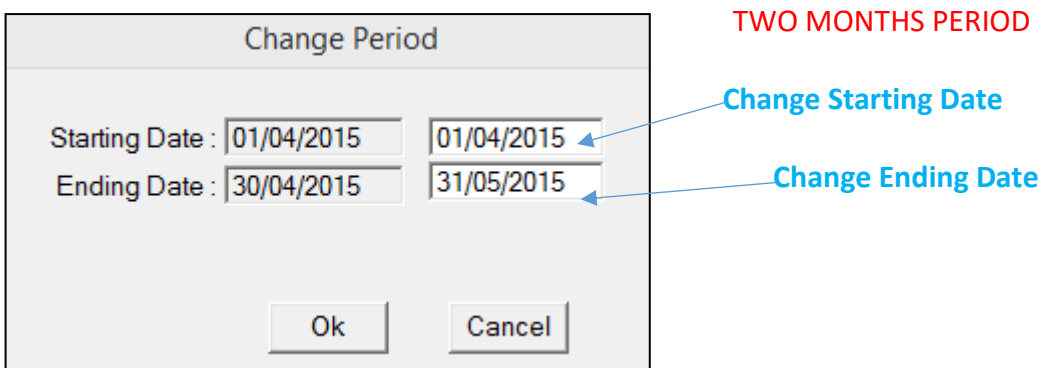 TWO MONTHS PERIOD
Change Period
Change Starting Date
Starting Date : 01/04/2015 01/04/2015
Ending Date : 30/04/2015 31/05/2015
Change Ending Date
Ok Cancel